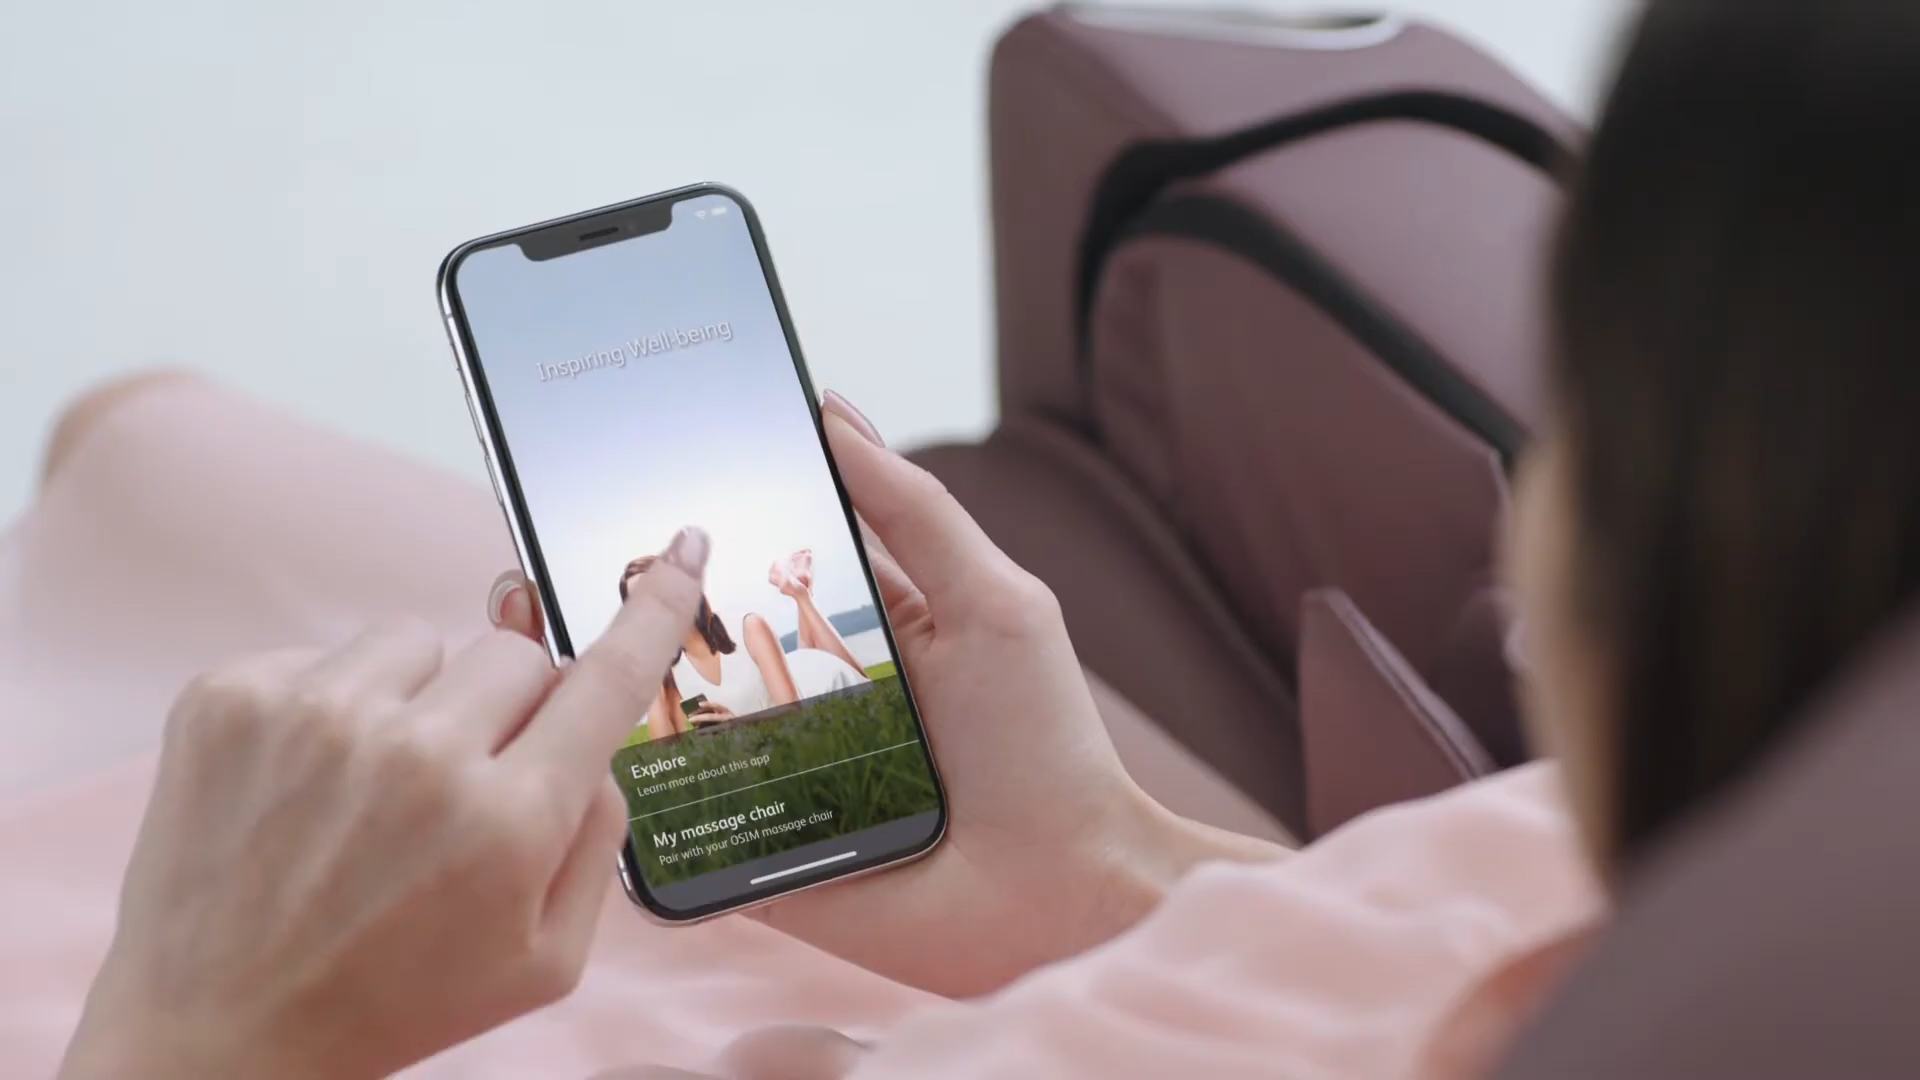 Inspiring Well-being
Explore
Learn more about this app
My massage chair
Pair with your OSIM massage chair